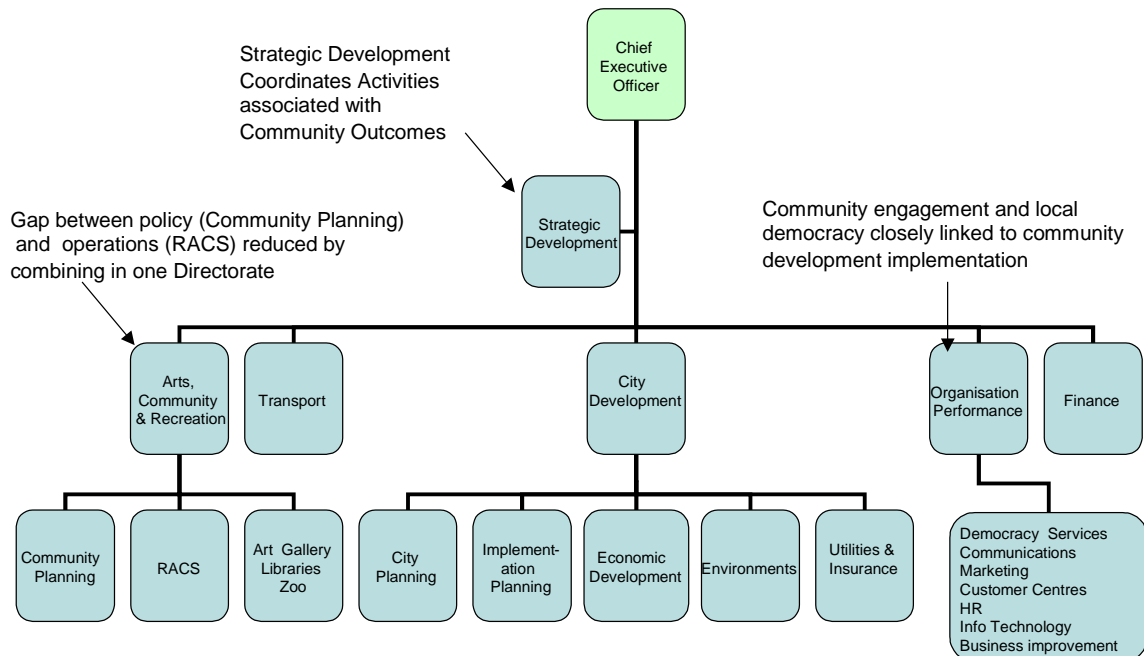 Chief
Executive
Officer
Strategic Development
Coordinates Activities
associated with
Community Outcomes
Strategic
Development
Gap between policy (Community Planning)
and operations (RACS) reduced by
combining in one Directorate
Community engagement and local
democracy closely linked to community
development implementation
Arts,
Community
& Recreation
Transport
City
Development
Organisation
Performance
Finance
Community
Planning
RACS
Art Gallery
Libraries
Zoo
City
Planning
Implement-
ation
Planning
Economic
Development
Environments
Utilities &
Insurance
Democracy Services
Communications
Marketing
Customer Centres
HR
Info Technology
Business improvement